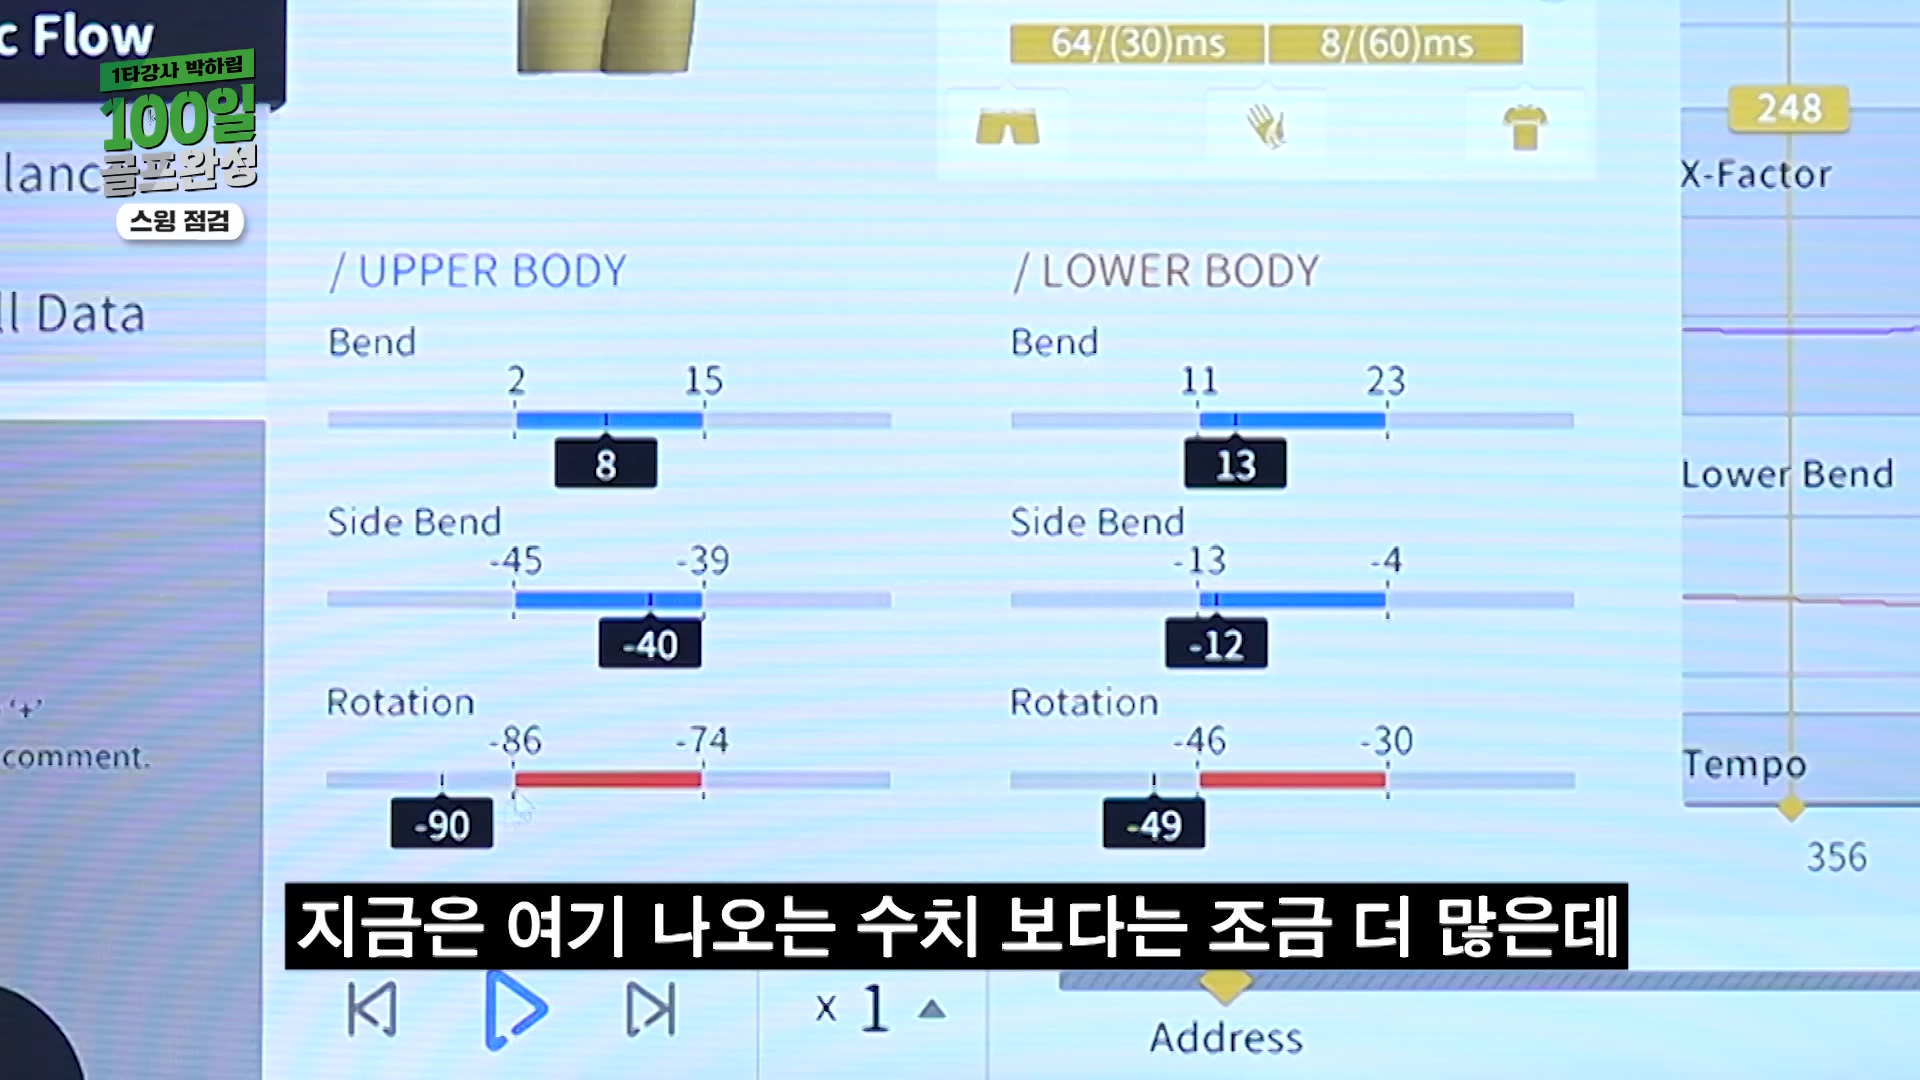 c Flow
1타강사 박하림
100일
골프완성
스윙 점검
lanc
ll Data
'+'
comment.
64/(30)ms
8/(60)ms
/ UPPER BODY
Bend
2
15
8
Side Bend
-45
-39
-40
Rotation
-86
-74
-90
/ LOWER BODY
Bend
11
23
13
Side Bend
-13
-4
-12
Rotation
-46
-30
-49
248
X-Factor
Lower Bend
Tempo
356
지금은 여기 나오는 수치 보다는 조금 더 많은데
x 1
Address